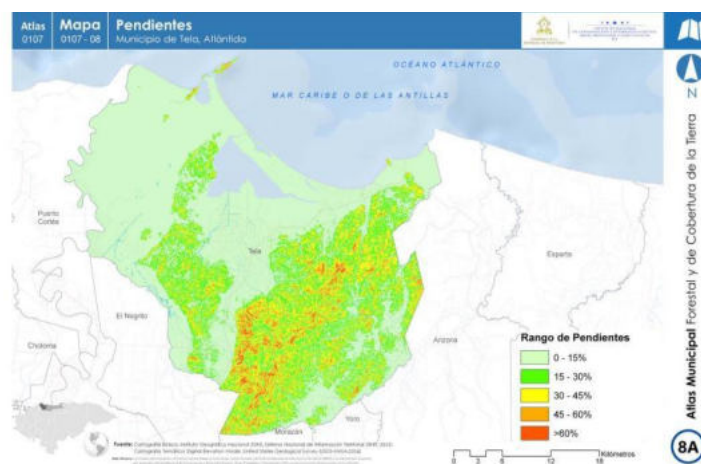 Atlas
0107
Mapa
0107 - 08
Pendientes
Municipio de Tela, Atlántida
N
OCÉANO ATLÁNTICO
MAR CARIBE O DE LAS ANTILLAS
Puerto
Cortés
Tela
Esparta
El Negrito
Arizona
Choloma
Morazán
Yoro
Rango de Pendientes
0 - 15%
15 - 30%
30 - 45%
45 - 60%
>60%
Kilómetros
0 3 6 12 18
Atlas Municipal Forestal y de Cobertura de la Tierra
8A